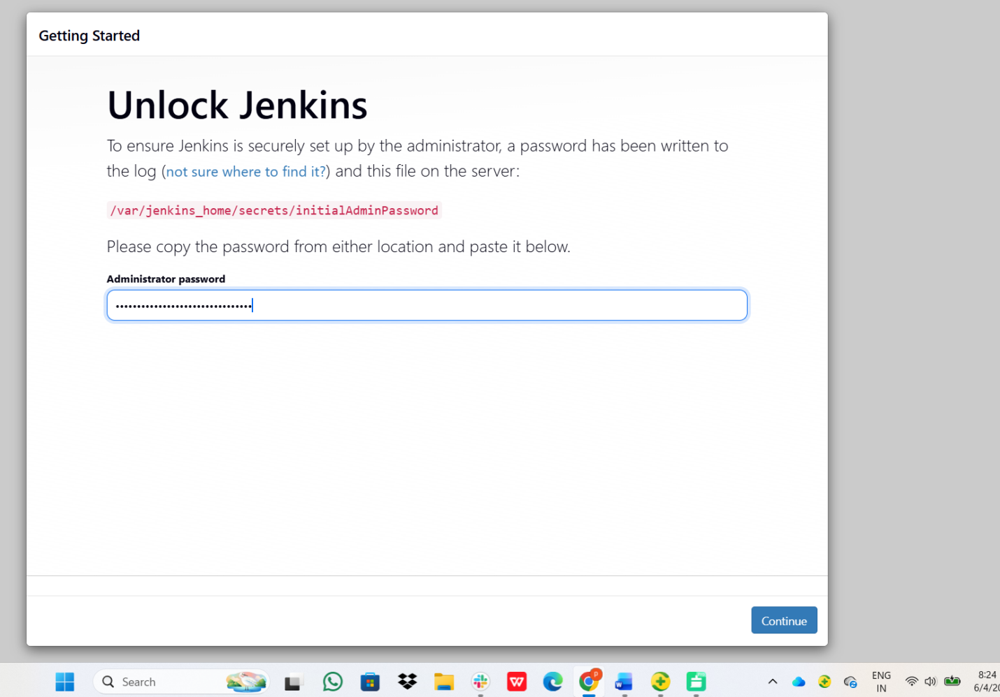 Getting Started
Unlock Jenkins
To ensure Jenkins is securely set up by the administrator, a password has been written to
the log (not sure where to find it?) and this file on the server:
/var/jenkins_home/secrets/initialAdminPassword
Please copy the password from either location and paste it below.
Administrator password
••••••••••••••••••••••••••••••••
Continue
Search
W
W
P
ENG
IN
8:24
6/4/20